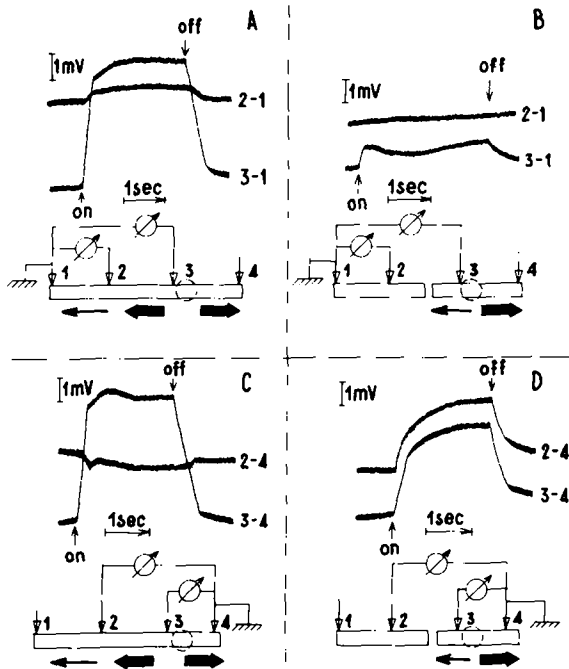 A
off
1mV
2-1
3-1
1sec
on
1 2 3 4
B
off
1mV
2-1
3-1
1sec
on
1 2 3 4
C
off
1mV
2-4
3-4
1sec
on
1 2 3 4
D
off
1mV
2-4
3-4
1sec
on
1 2 3 4